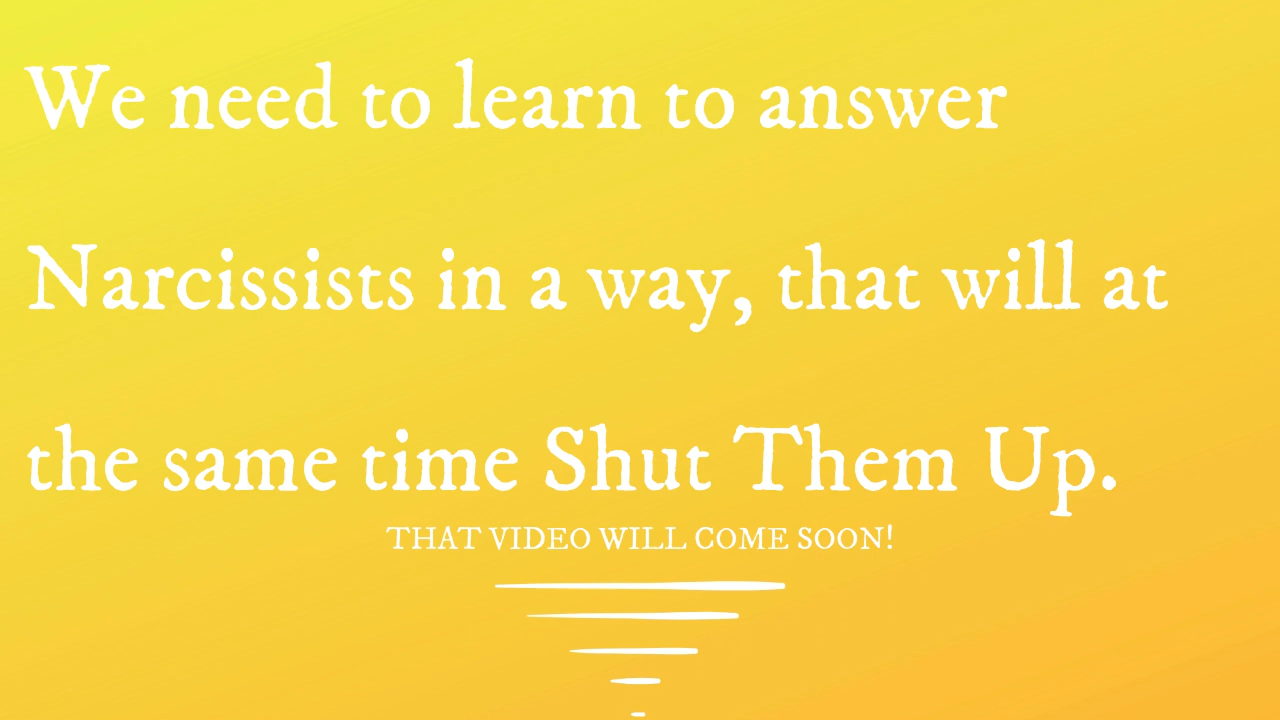 We need to learn to answer
Narcissists in a way, that will at
the same time Shut Them Up.
THAT VIDEO WILL COME SOON!